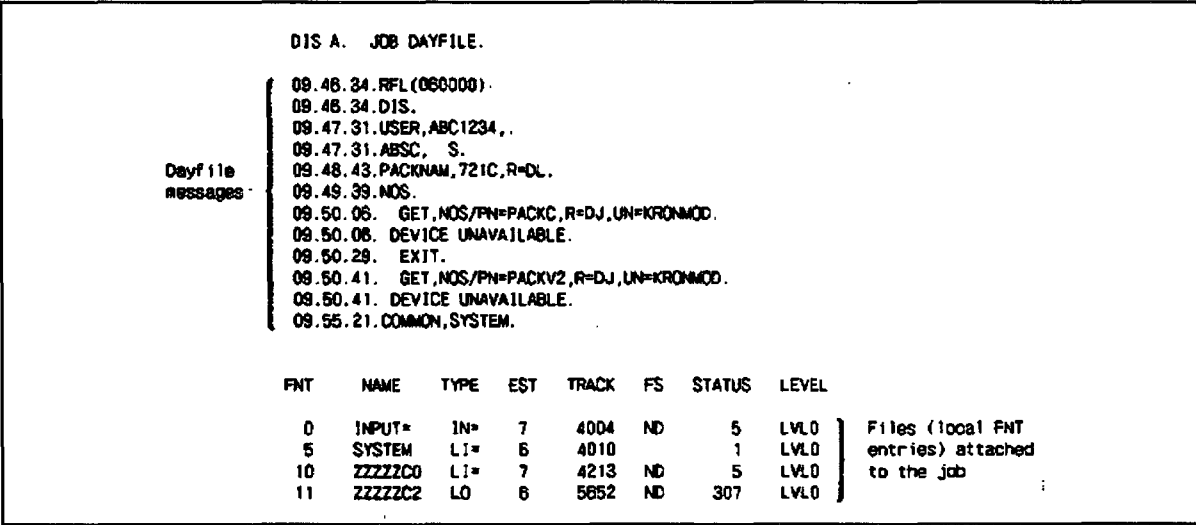 DIS A. JOB DAYFILE.
09.46.34.RFL(060000)
09.46.34.DIS.
09.47.31.USER,ABC1234,.
09.47.31.ABSC, S.
Dayfile messages
09.48.43.PACKNAM,721C,R=DL.
09.49.39.NOS.
09.50.06. GET,NOS/PN=PACKC,R=DJ,UN=KRONMOD.
09.50.06. DEVICE UNAVAILABLE.
09.50.29. EXIT.
09.50.41. GET,NOS/PN=PACKV2,R=DJ,UN=KRONMOD.
09.50.41. DEVICE UNAVAILABLE.
09.55.21.COMMON,SYSTEM.
FNT NAME TYPE EST TRACK FS STATUS LEVEL
0 INPUT* IN* 7 4004 ND 5 LVL0
5 SYSTEM LI* 6 4010 1 LVL0
10 ZZZZZC0 LI* 7 4213 ND 5 LVL0
11 ZZZZZC2 LO 6 5652 ND 307 LVL0
Files (local FNT
entries) attached
to the job